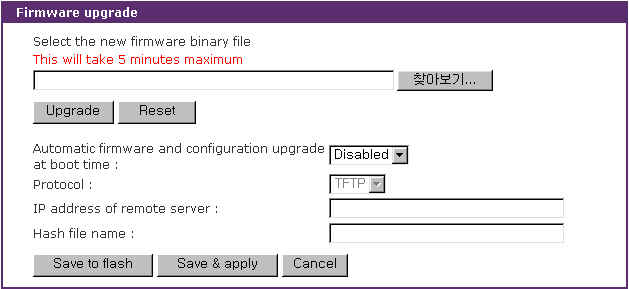 Firmware upgrade
Select the new firmware binary file
This will take 5 minutes maximum
찾아보기...
Upgrade Reset
Automatic firmware and configuration upgrade
at boot time : Disabled
Protocol : TFTP
IP address of remote server :
Hash file name :
Save to flash Save & apply Cancel